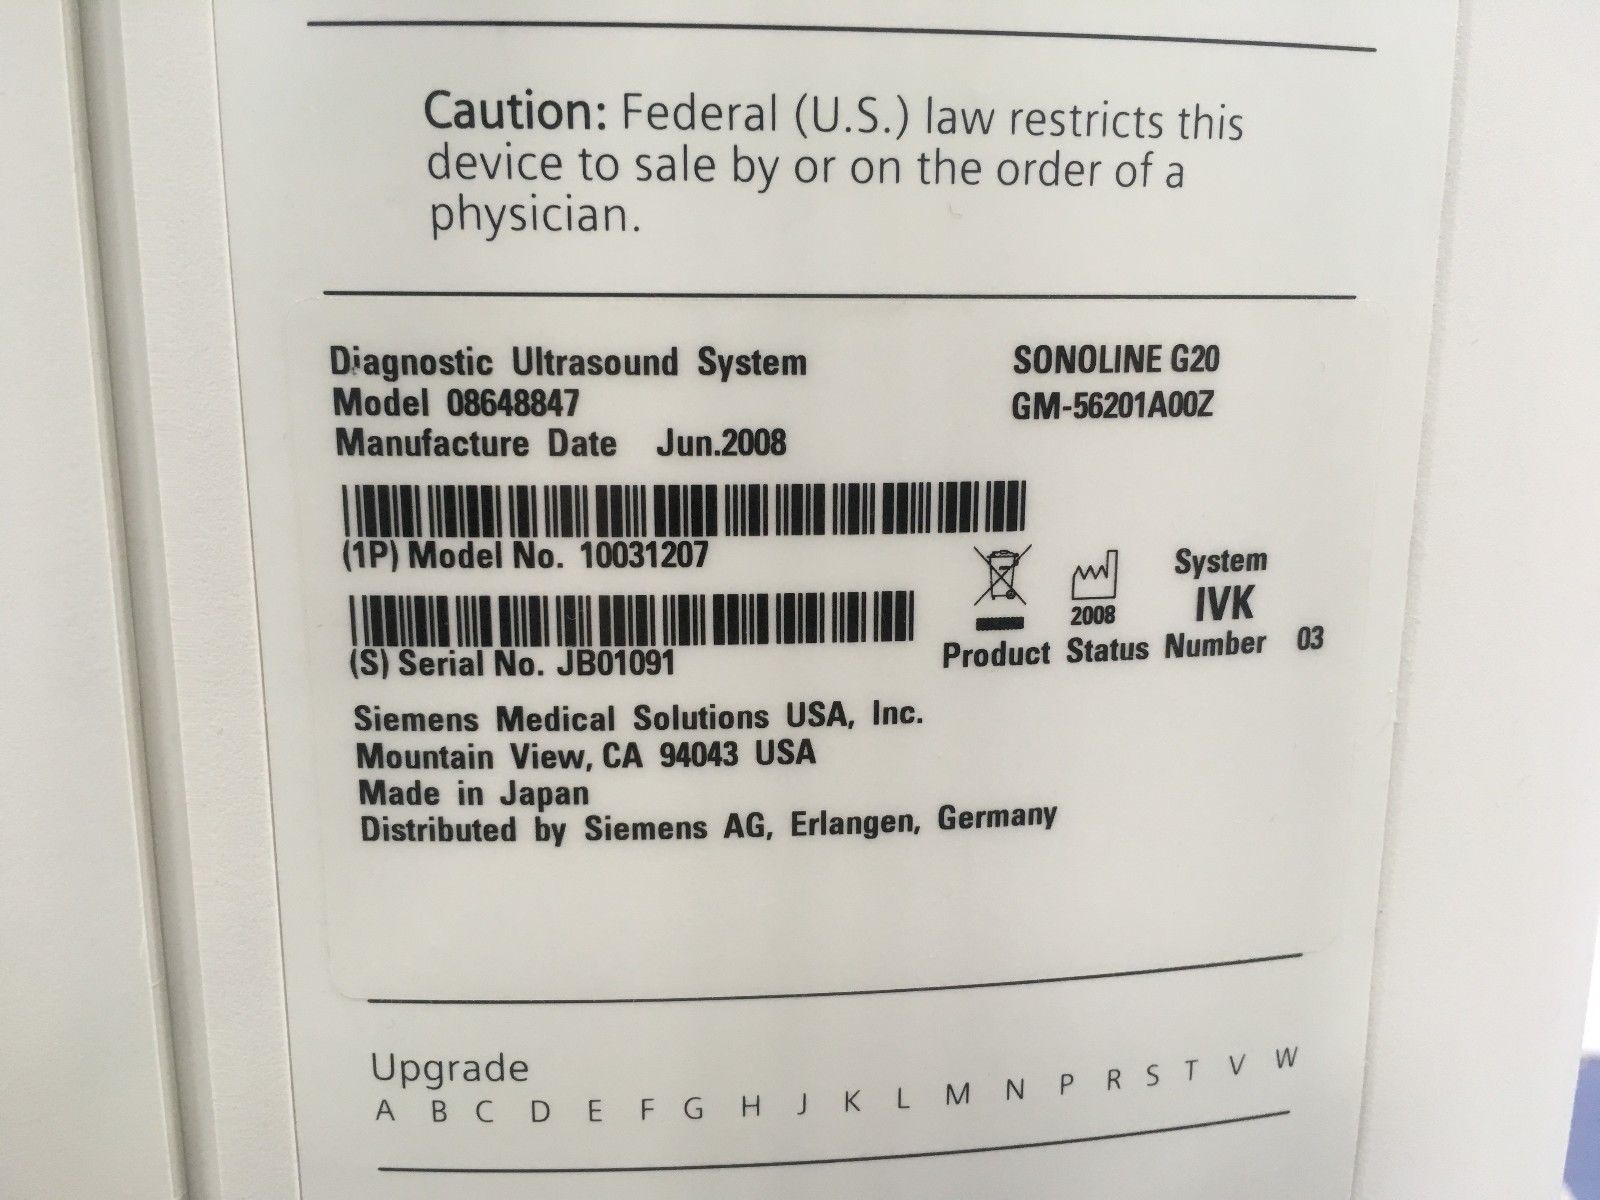 Caution: Federal (U.S.) law restricts this
device to sale by or on the order of a
physician.
Diagnostic Ultrasound System SONOLINE G20
Model 08648847 GM-56201A00Z
Manufacture Date Jun.2008
(1P) Model No. 10031207
System
IVK
2008
(S) Serial No. JB01091
Product Status Number 03
Siemens Medical Solutions USA, Inc.
Mountain View, CA 94043 USA
Made in Japan
Distributed by Siemens AG, Erlangen, Germany
Upgrade
A B C D E F G H J K L M N P R S T V W